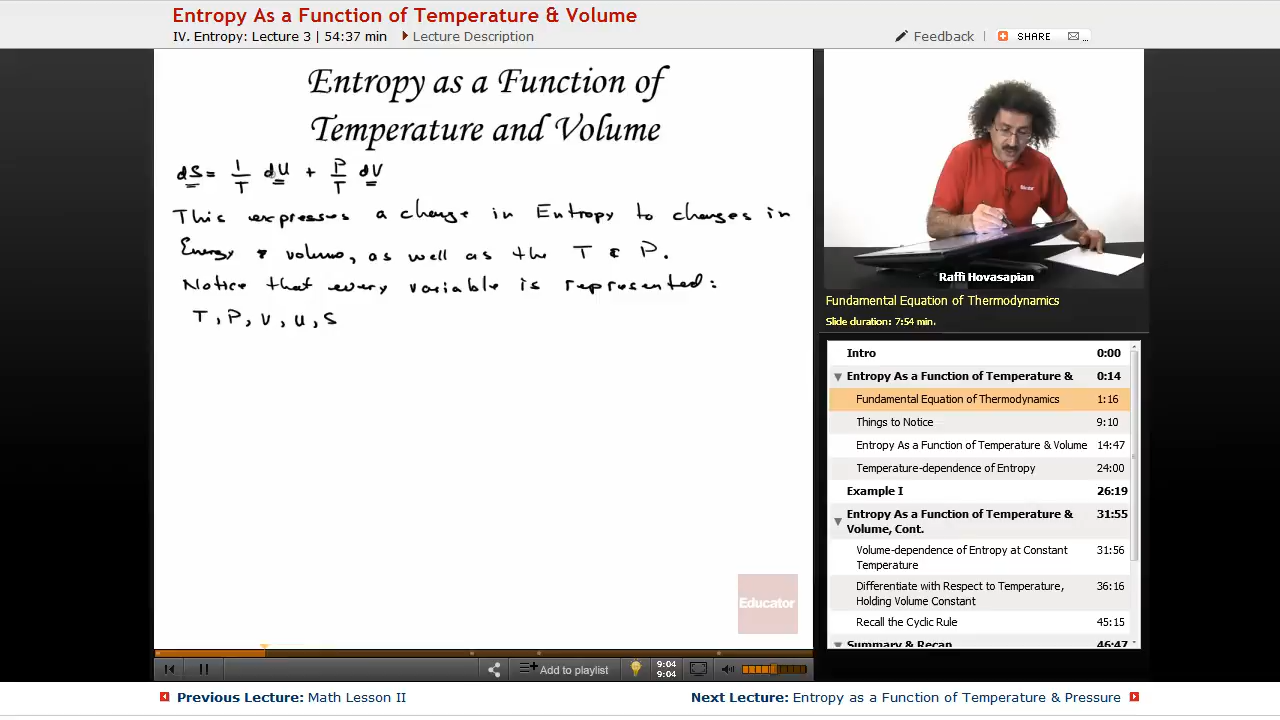 Entropy As a Function of Temperature & Volume
IV. Entropy: Lecture 3 | 54:37 min Lecture Description
Feedback | SHARE ...
Entropy as a Function of
Temperature and Volume
dS = 1/T dU + P/T dV
This expresses a change in Entropy to changes in
Energy & volume, as well as the T & P.
Notice that every variable is represented:
T, P, V, U, S
Educator
9:04
9:04
Add to playlist
Raffi Hovasapian
Fundamental Equation of Thermodynamics
Slide duration: 7:54 min.
Intro 0:00
Entropy As a Function of Temperature & 0:14
Fundamental Equation of Thermodynamics 1:16
Things to Notice 9:10
Entropy As a Function of Temperature & Volume 14:47
Temperature-dependence of Entropy 24:00
Example I 26:19
Entropy As a Function of Temperature & 31:55
Volume, Cont.
Volume-dependence of Entropy at Constant 31:56
Temperature
Differentiate with Respect to Temperature, 36:16
Holding Volume Constant
Recall the Cyclic Rule 45:15
Summary & Recap 46:47
Previous Lecture: Math Lesson II
Next Lecture: Entropy as a Function of Temperature & Pressure